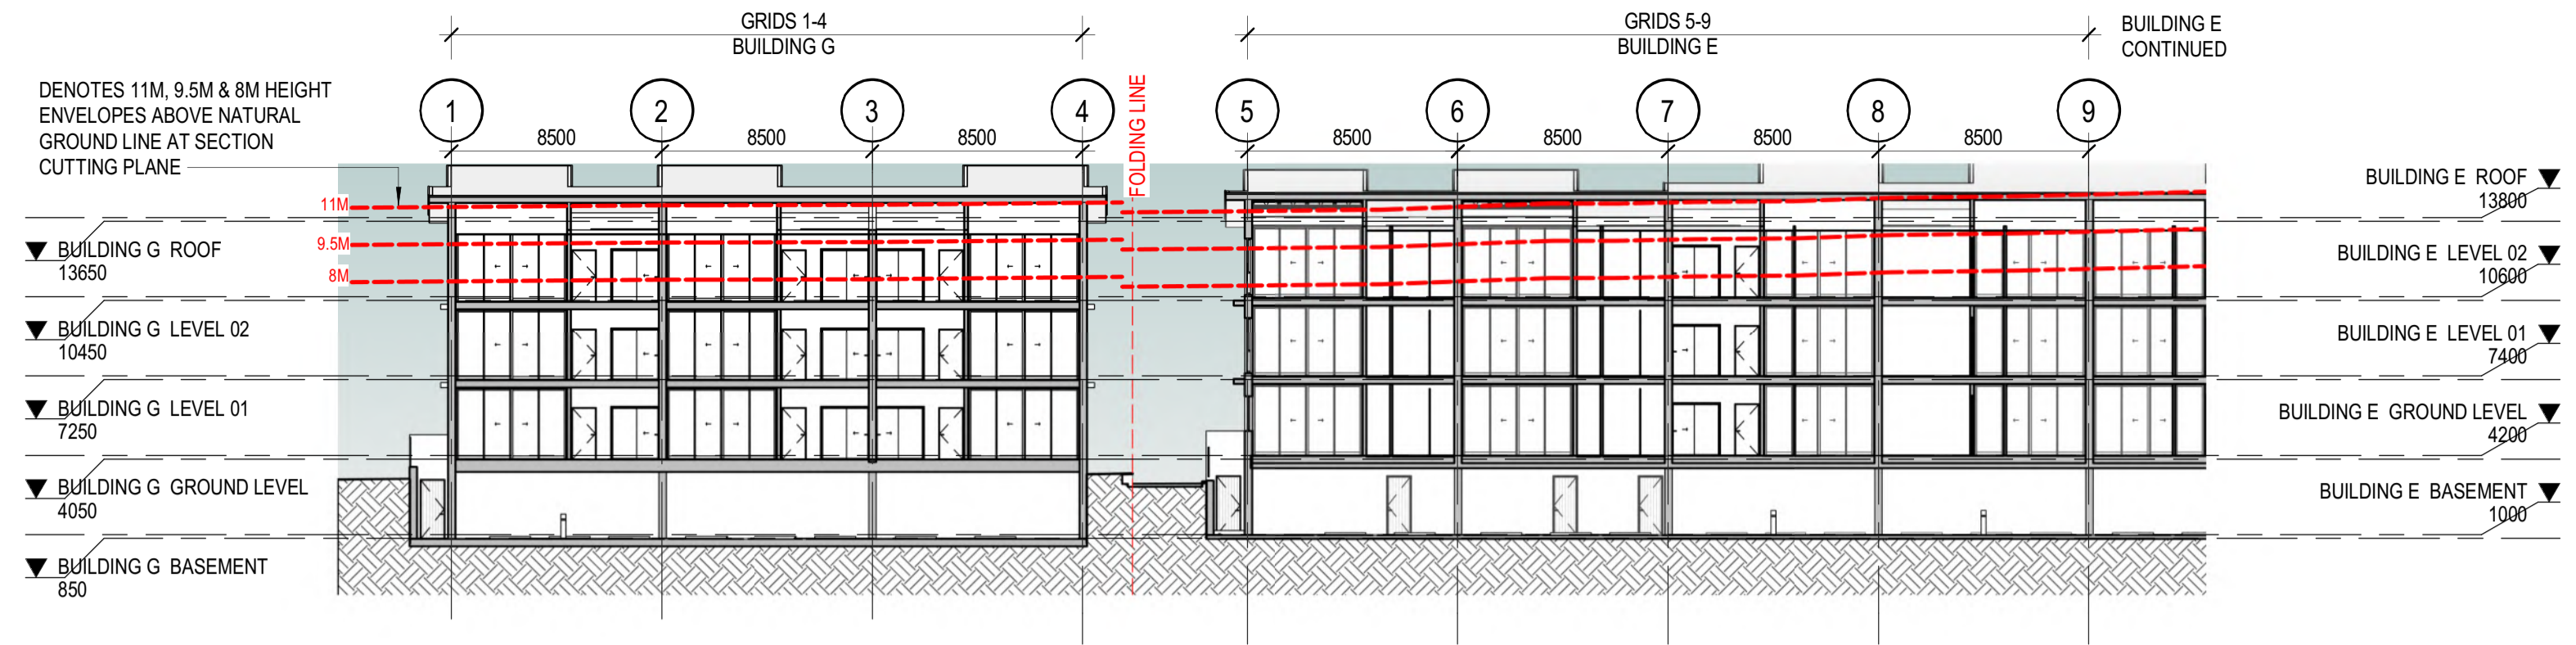 GRIDS 1-4
BUILDING G
GRIDS 5-9
BUILDING E
BUILDING E
CONTINUED
DENOTES 11M, 9.5M & 8M HEIGHT
ENVELOPES ABOVE NATURAL
GROUND LINE AT SECTION
CUTTING PLANE
1
2
3
4
FOLDING LINE
5
6
7
8
9
8500
8500
8500
8500
8500
8500
8500
11M
9.5M
8M
BUILDING G ROOF
13650
BUILDING G LEVEL 02
10450
BUILDING G LEVEL 01
7250
BUILDING G GROUND LEVEL
4050
BUILDING G BASEMENT
850
BUILDING E ROOF
13800
BUILDING E LEVEL 02
10600
BUILDING E LEVEL 01
7400
BUILDING E GROUND LEVEL
4200
BUILDING E BASEMENT
1000